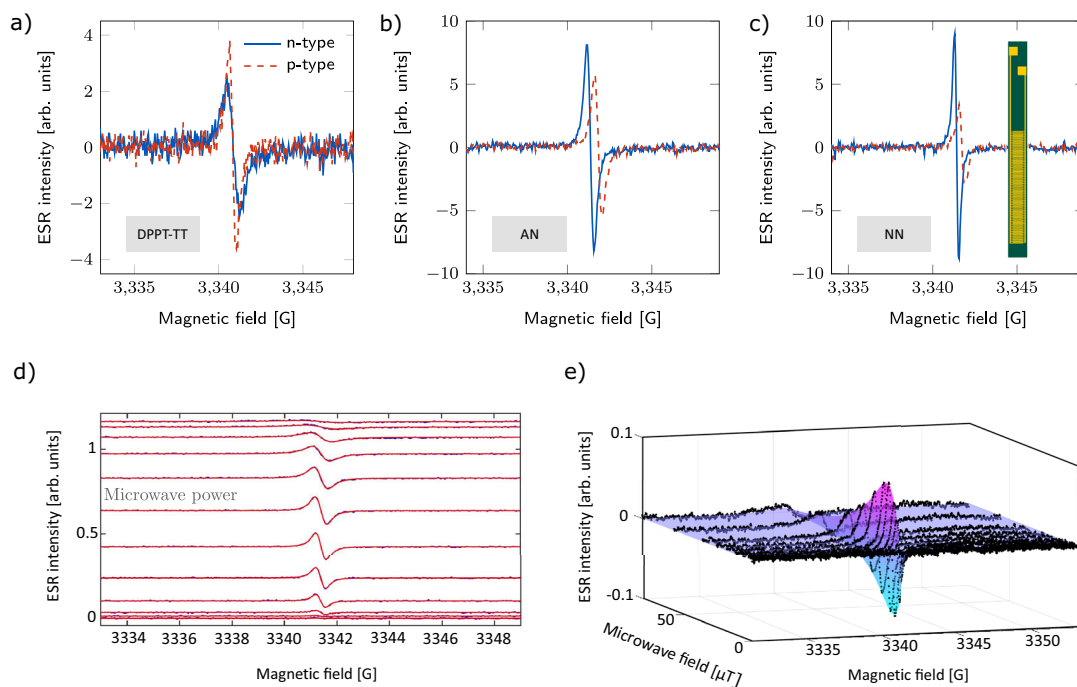 a)
ESR intensity [arb. units]
4
2
0
−2
−4
n-type
p-type
DPPT-TT
3,335
3,340
3,345
Magnetic field [G]
b)
ESR intensity [arb. units]
10
5
0
−5
−10
AN
3,335
3,340
3,345
Magnetic field [G]
c)
ESR intensity [arb. units]
10
5
0
−5
−10
NN
3,335
3,340
3,345
Magnetic field [G]
d)
ESR intensity [arb. units]
1
0.5
0
Microwave power
3334 3336 3338 3340 3342 3344 3346 3348
Magnetic field [G]
e)
ESR intensity [arb. units]
0.1
0
-0.1
50
0
Microwave field [µT]
3335
3340
3345
3350
Magnetic field [G]